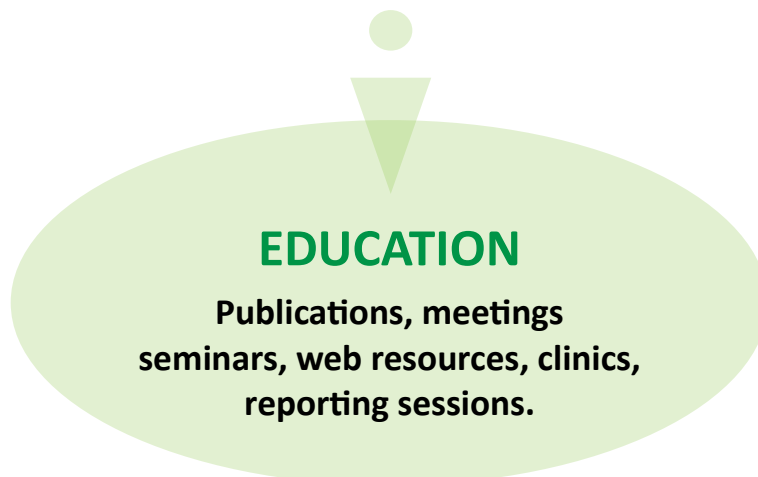 EDUCATION
Publications, meetings
seminars, web resources, clinics,
reporting sessions.